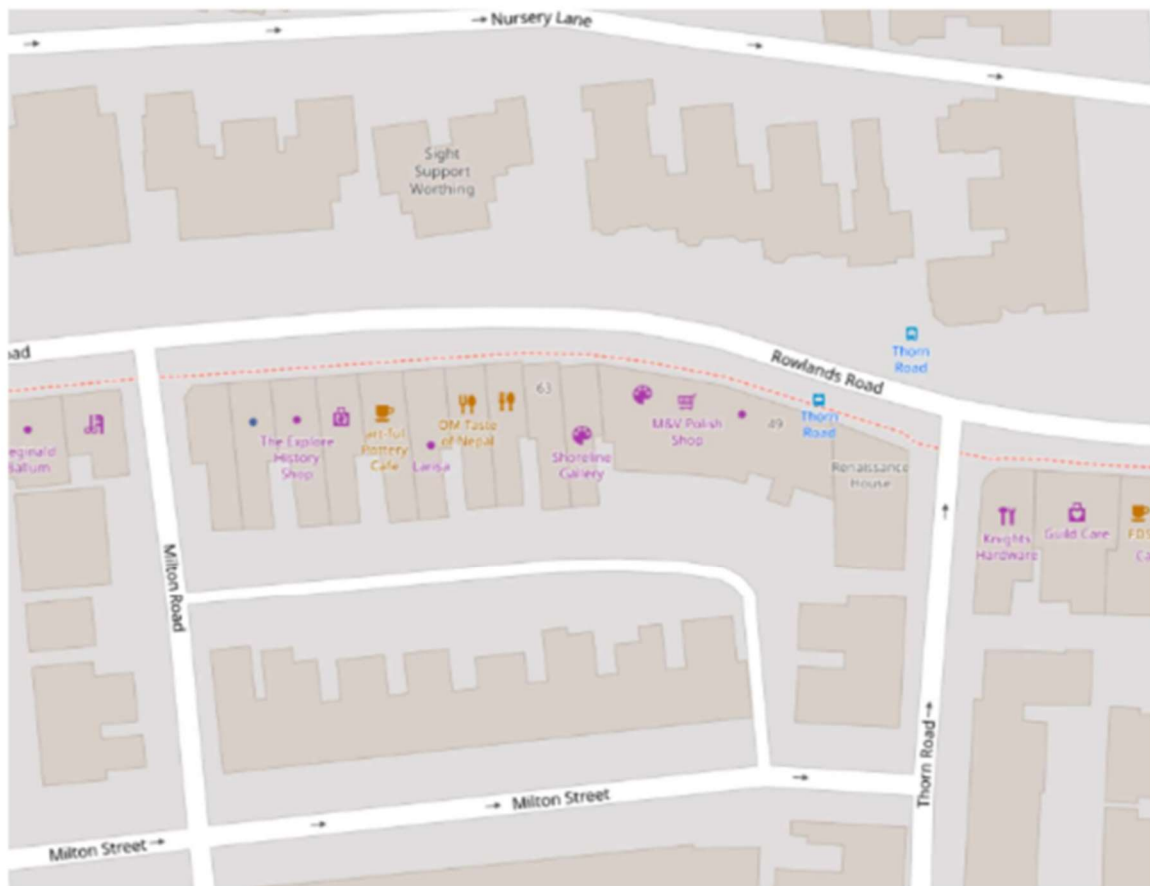 Nursery Lane
Sight
Support
Worthing
Thorn
Road
Rowlands Road
oad
63
49
Thorn
Road
M&V Polish
Shop
OM Taste
of Nepal
art-ful
Pottery
Cafe
The Explore
History
Shop
Larisa
Shoreline
Gallery
Renaissance
House
eginald
Ballum
Knights
Hardware
Guild Care
Ca
Milton Road
Thorn Road
Milton Street
Milton Street